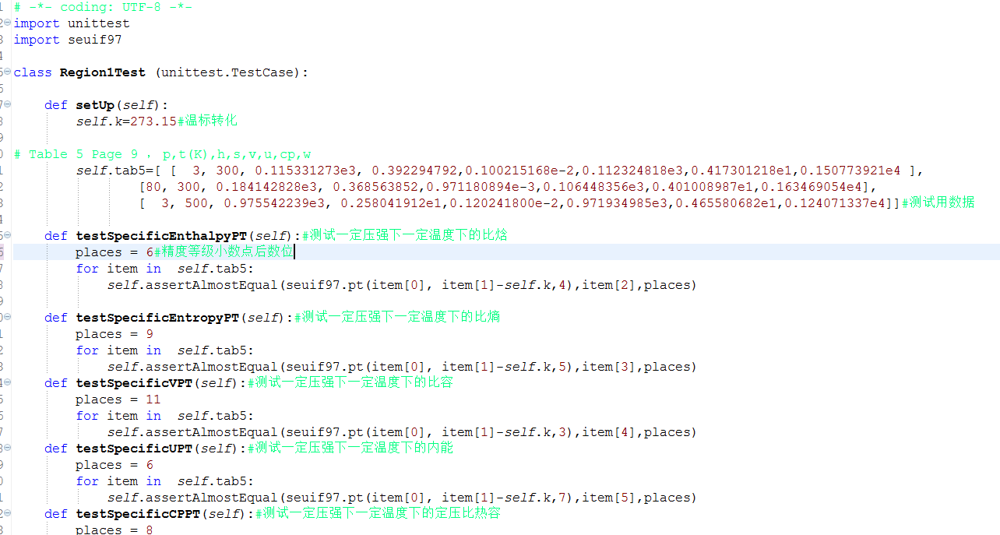 # -*- coding: UTF-8 -*-
import unittest
import seuif97
class Region1Test (unittest.TestCase):
def setUp(self):
self.k=273.15#温标转化
# Table 5 Page 9 , p,t(K),h,s,v,u,cp,w
self.tab5=[ [  3, 300, 0.115331273e3, 0.392294792,0.100215168e-2,0.112324818e3,0.417301218e1,0.150773921e4 ],
[80, 300, 0.184142828e3, 0.368563852,0.971180894e-3,0.106448356e3,0.401008987e1,0.163469054e4],
[  3, 500, 0.975542239e3, 0.258041912e1,0.120241800e-2,0.971934985e3,0.465580682e1,0.124071337e4]]#测试用数据
def testSpecificEnthalpyPT(self):#测试一定压强下一定温度下的比焓
places = 6#精度等级小数点后数位
for item in  self.tab5:
self.assertAlmostEqual(seuif97.pt(item[0], item[1]-self.k,4),item[2],places)
def testSpecificEntropyPT(self):#测试一定压强下一定温度下的比熵
places = 9
for item in  self.tab5:
self.assertAlmostEqual(seuif97.pt(item[0], item[1]-self.k,5),item[3],places)
def testSpecificVPT(self):#测试一定压强下一定温度下的比容
places = 11
for item in  self.tab5:
self.assertAlmostEqual(seuif97.pt(item[0], item[1]-self.k,3),item[4],places)
def testSpecificUPT(self):#测试一定压强下一定温度下的内能
places = 6
for item in  self.tab5:
self.assertAlmostEqual(seuif97.pt(item[0], item[1]-self.k,7),item[5],places)
def testSpecificCPPT(self):#测试一定压强下一定温度下的定压比热容
places = 8